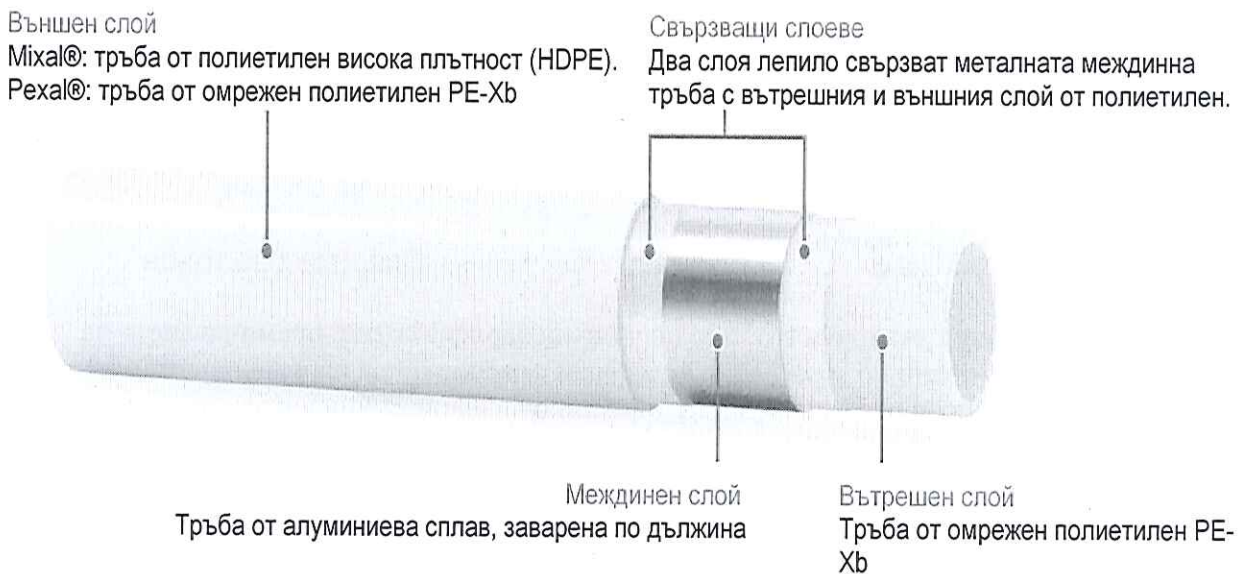 Външен слой
Mixal®: тръба от полиетилен висока плътност (HDPE).
Pexal®: тръба от омрежен полиетилен PE-Xb
Свързващи слоеве
Два слоя лепило свързват металната междинна
тръба с вътрешния и външния слой от полиетилен.
Междинен слой
Тръба от алуминиева сплав, заварена по дължина
Вътрешен слой
Тръба от омрежен полиетилен PE-
Xb